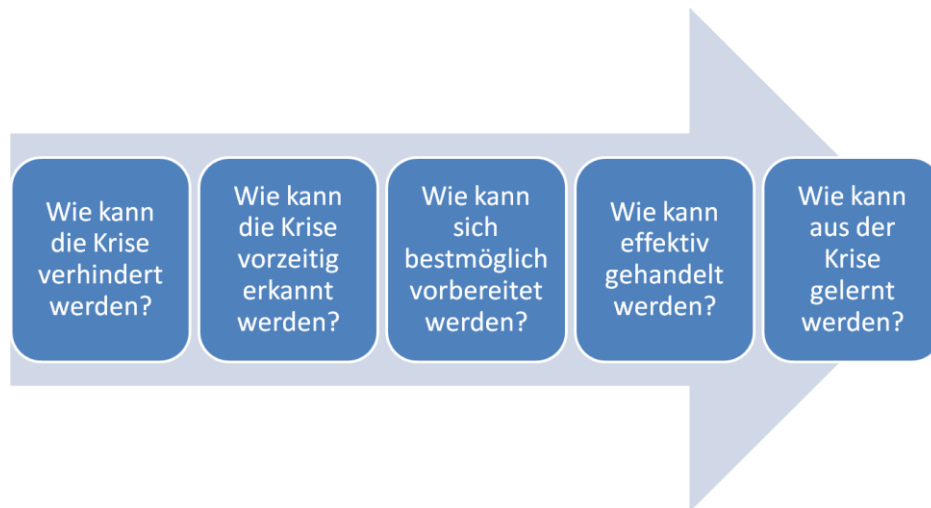 Wie kann
die Krise
verhindert
werden?
Wie kann
die Krise
vorzeitig
erkannt
werden?
Wie kann
sich
bestmöglich
vorbereitet
werden?
Wie kann
effektiv
gehandelt
werden?
Wie kann
aus der
Krise
gelernt
werden?